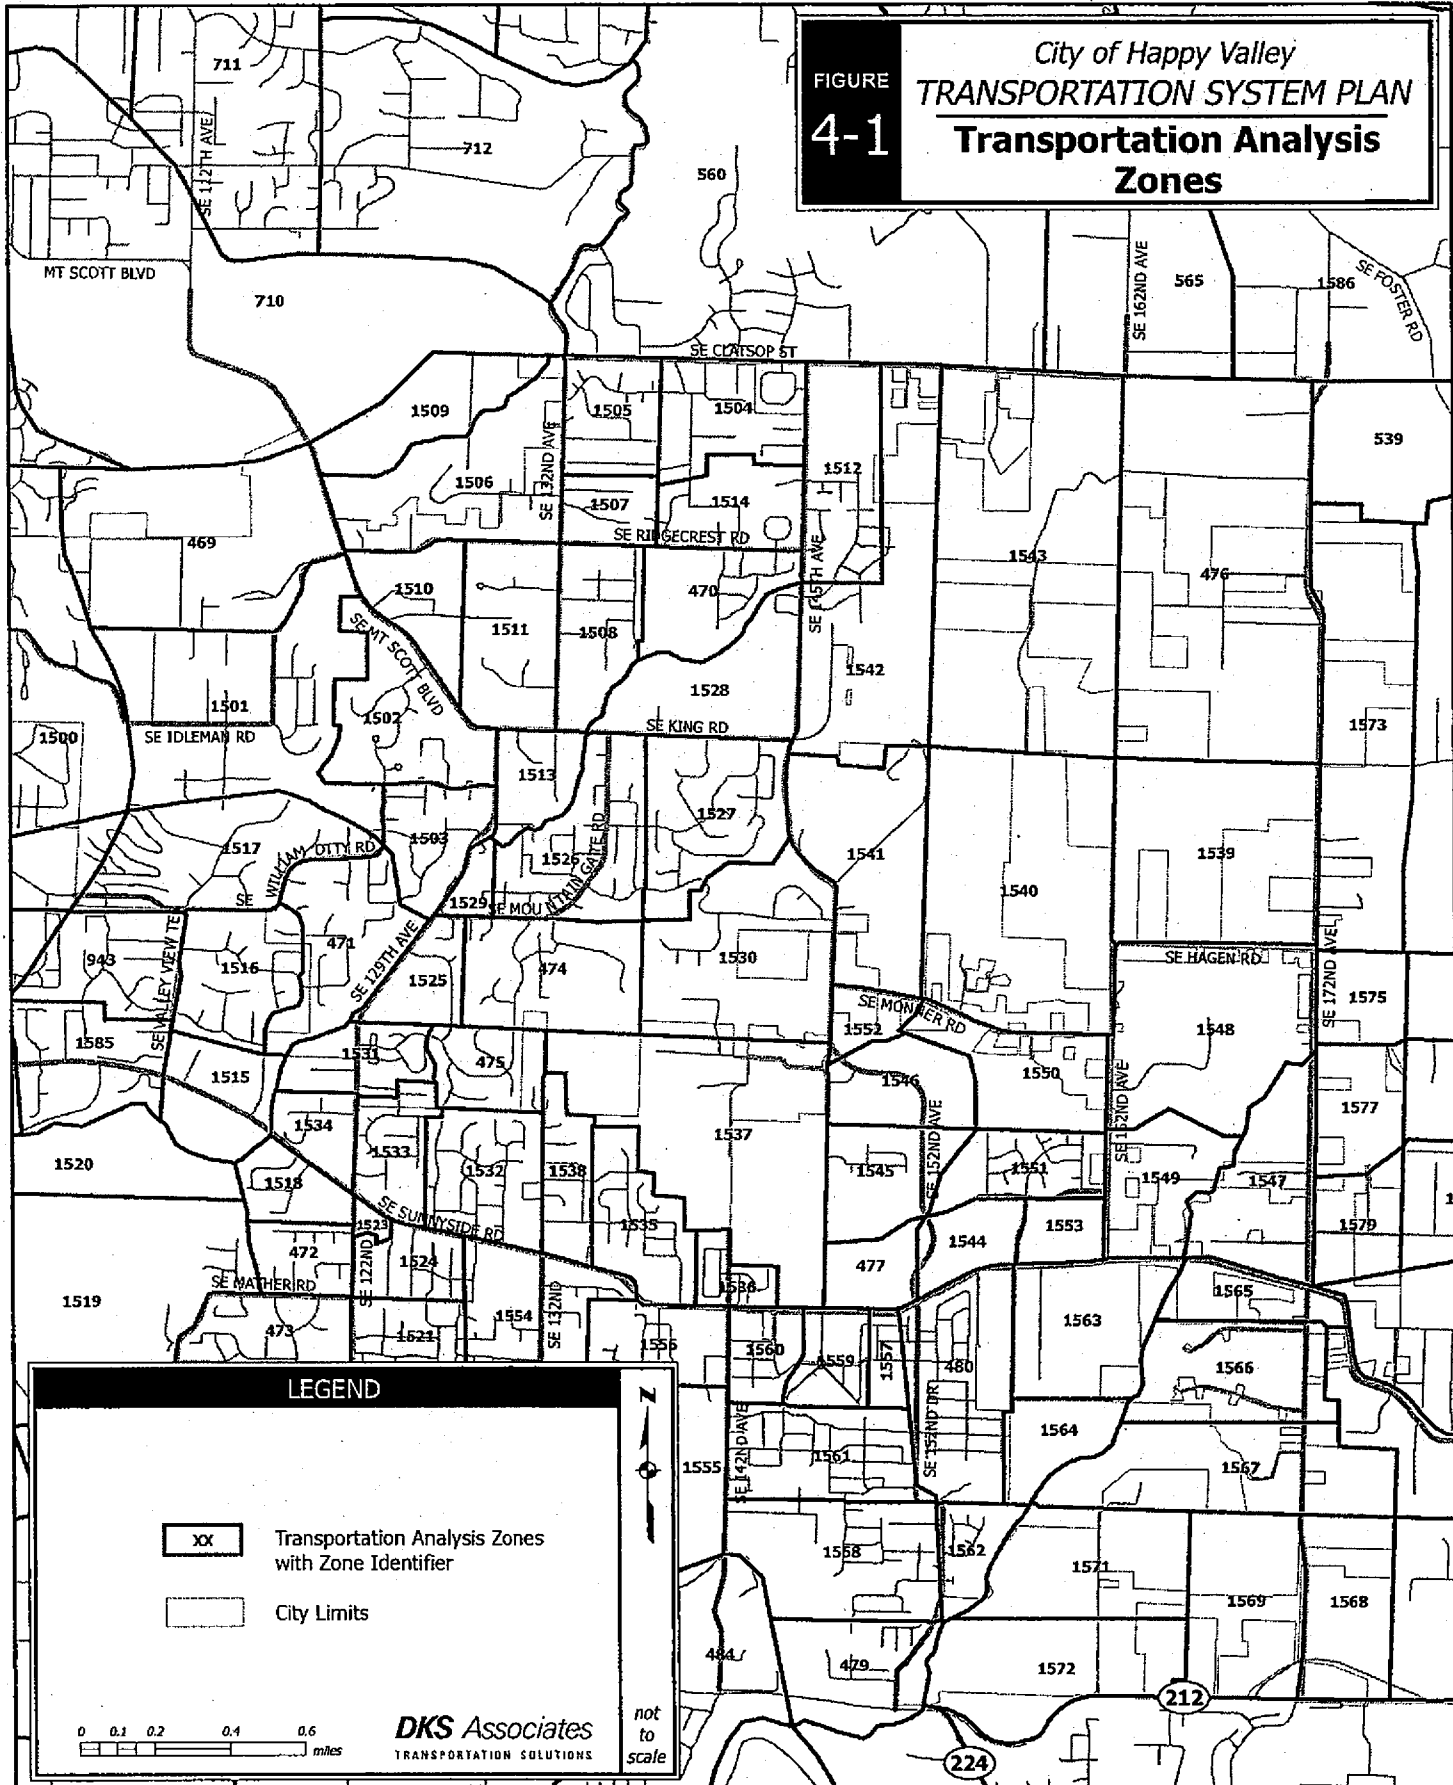 FIGURE
4-1
City of Happy Valley
TRANSPORTATION SYSTEM PLAN
Transportation Analysis
Zones
711
712
560
SE 112TH AVE
MT SCOTT BLVD
710
SE 162ND AVE
565
1586
SE FOSTER RD
SE CLATSOP ST
1509
1505
1504
539
SE 132ND AVE
1506
1512
1507
1514
SE RIDGECREST RD
469
1543
476
SE 145TH AVE
1510
470
1511
1508
SE MT SCOTT BLVD
1542
1528
1501
1502
SE KING RD
1573
1500
SE IDLEMAN RD
1513
1527
1517
SE WILLIAM OTTY RD
1503
1526
1541
1539
1540
1529
SE MOUNTAIN GATE RD
943
1516
471
SE 129TH AVE
1525
474
1530
SE HAGEN RD
SE 172ND AVE
1575
SE VALLEY VIEW TE
SE MONNER RD
1552
1548
1585
1531
475
1515
1546
1550
SE 162ND AVE
1577
1534
1537
SE 152ND AVE
1520
1533
1532
1538
1545
1551
1549
1547
1518
1523
SE SUNNYSIDE RD
1535
1553
1579
1
472
1524
477
1544
SE MATHER RD
SE 122ND
1536
1565
1519
473
1521
1554
SE 132ND
1556
1560
1559
1557
480
1563
1566
SE 142ND AVE
SE 152ND DR
1564
1555
1561
1567
1558
1562
1571
1569
1568
484
479
1572
212
224
LEGEND
Z
XX
Transportation Analysis Zones
with Zone Identifier
City Limits
0 0.1 0.2 0.4 0.6
miles
DKS Associates
TRANSPORTATION SOLUTIONS
not
to
scale